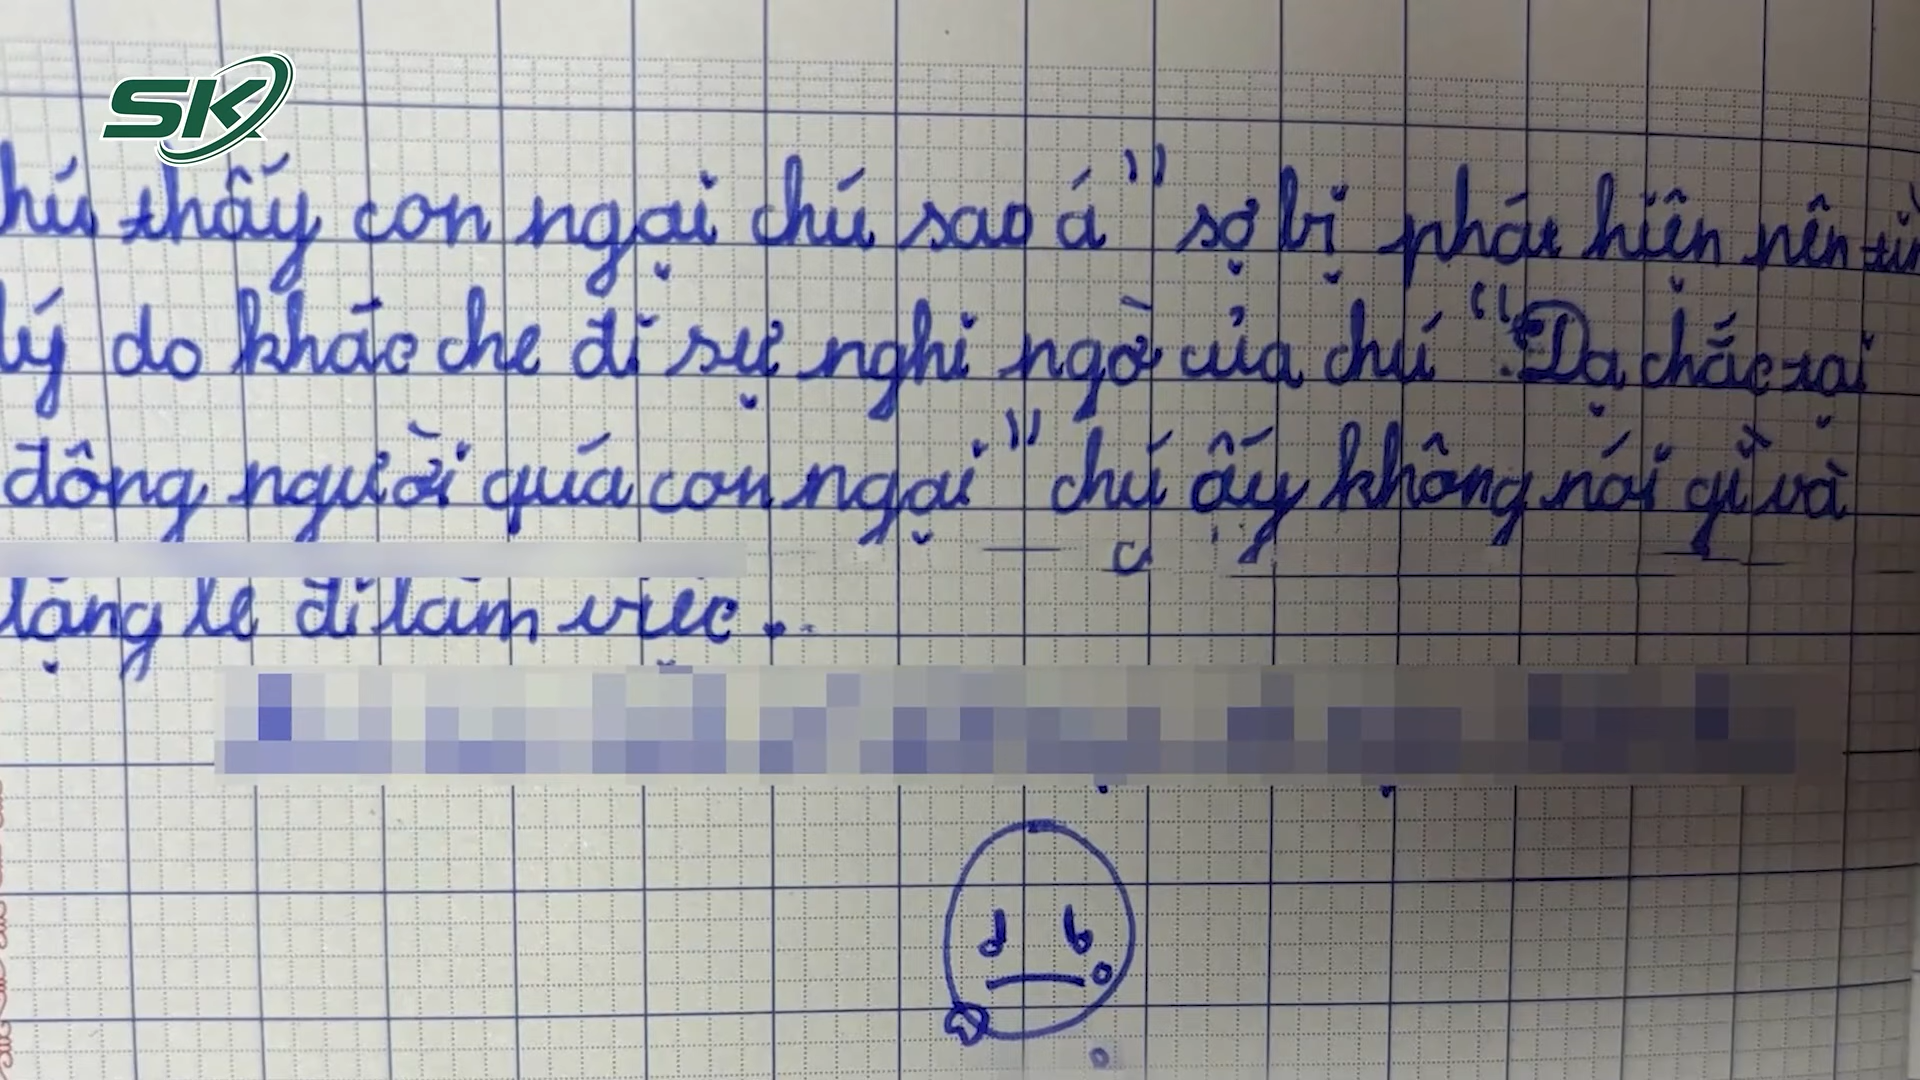 SK
hú thấy con ngại chú sao á" sợ bị phát hiện nên
lý do khác che đi sự nghi ngờ của chú "Dạ chắc tại
đông người quá con ngại" chú ấy không nói gì và
lặng lẽ đi làm việc..